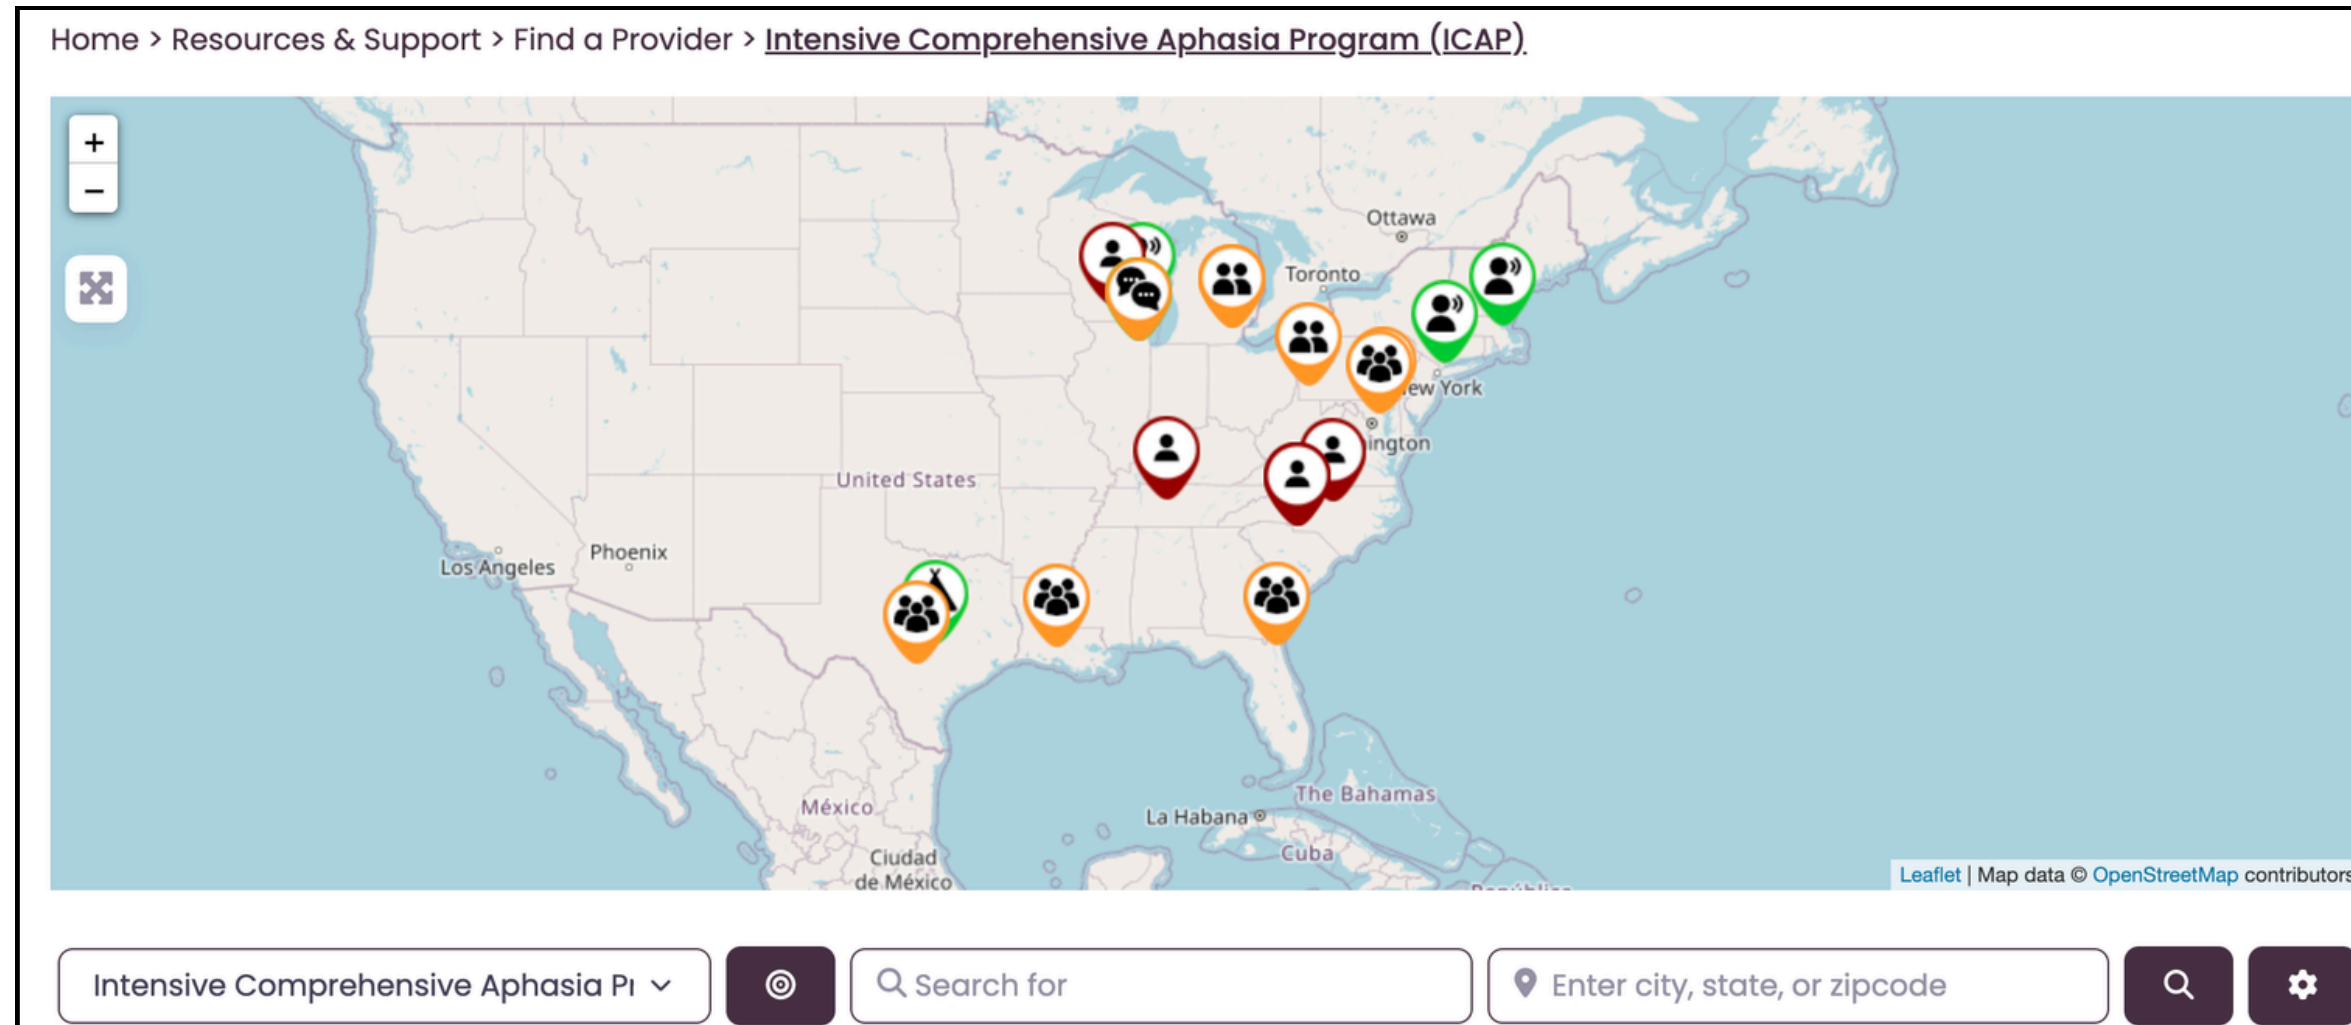 Home > Resources & Support > Find a Provider > Intensive Comprehensive Aphasia Program (ICAP)
+
−
Ottawa
Toronto
ew York
ington
United States
Phoenix
Los Angeles
The Bahamas
México
La Habana
Cuba
Ciudad
de México
Leaflet | Map data © OpenStreetMap contributors
Intensive Comprehensive Aphasia Pr
Search for
Enter city, state, or zipcode